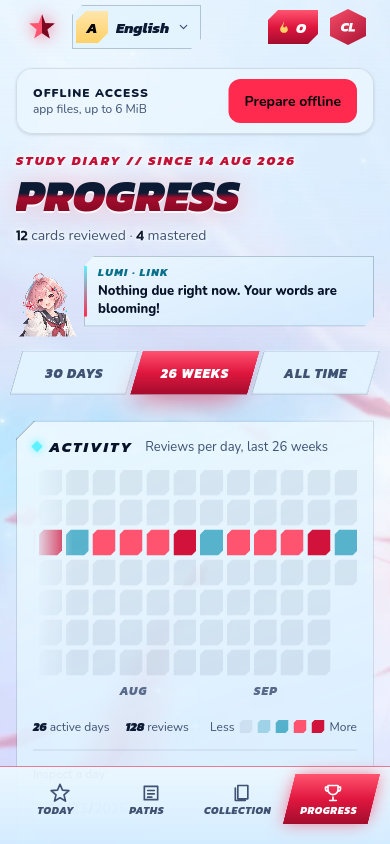 A English 0 CL
OFFLINE ACCESS
app files, up to 6 MiB
Prepare offline
STUDY DIARY // SINCE 14 AUG 2026
PROGRESS
12 cards reviewed · 4 mastered
LUMI · LINK
Nothing due right now. Your words are
blooming!
30 DAYS 26 WEEKS ALL TIME
ACTIVITY Reviews per day, last 26 weeks
AUG SEP
26 active days 128 reviews Less More
Inspect a day
TODAY PATHS COLLECTION PROGRESS